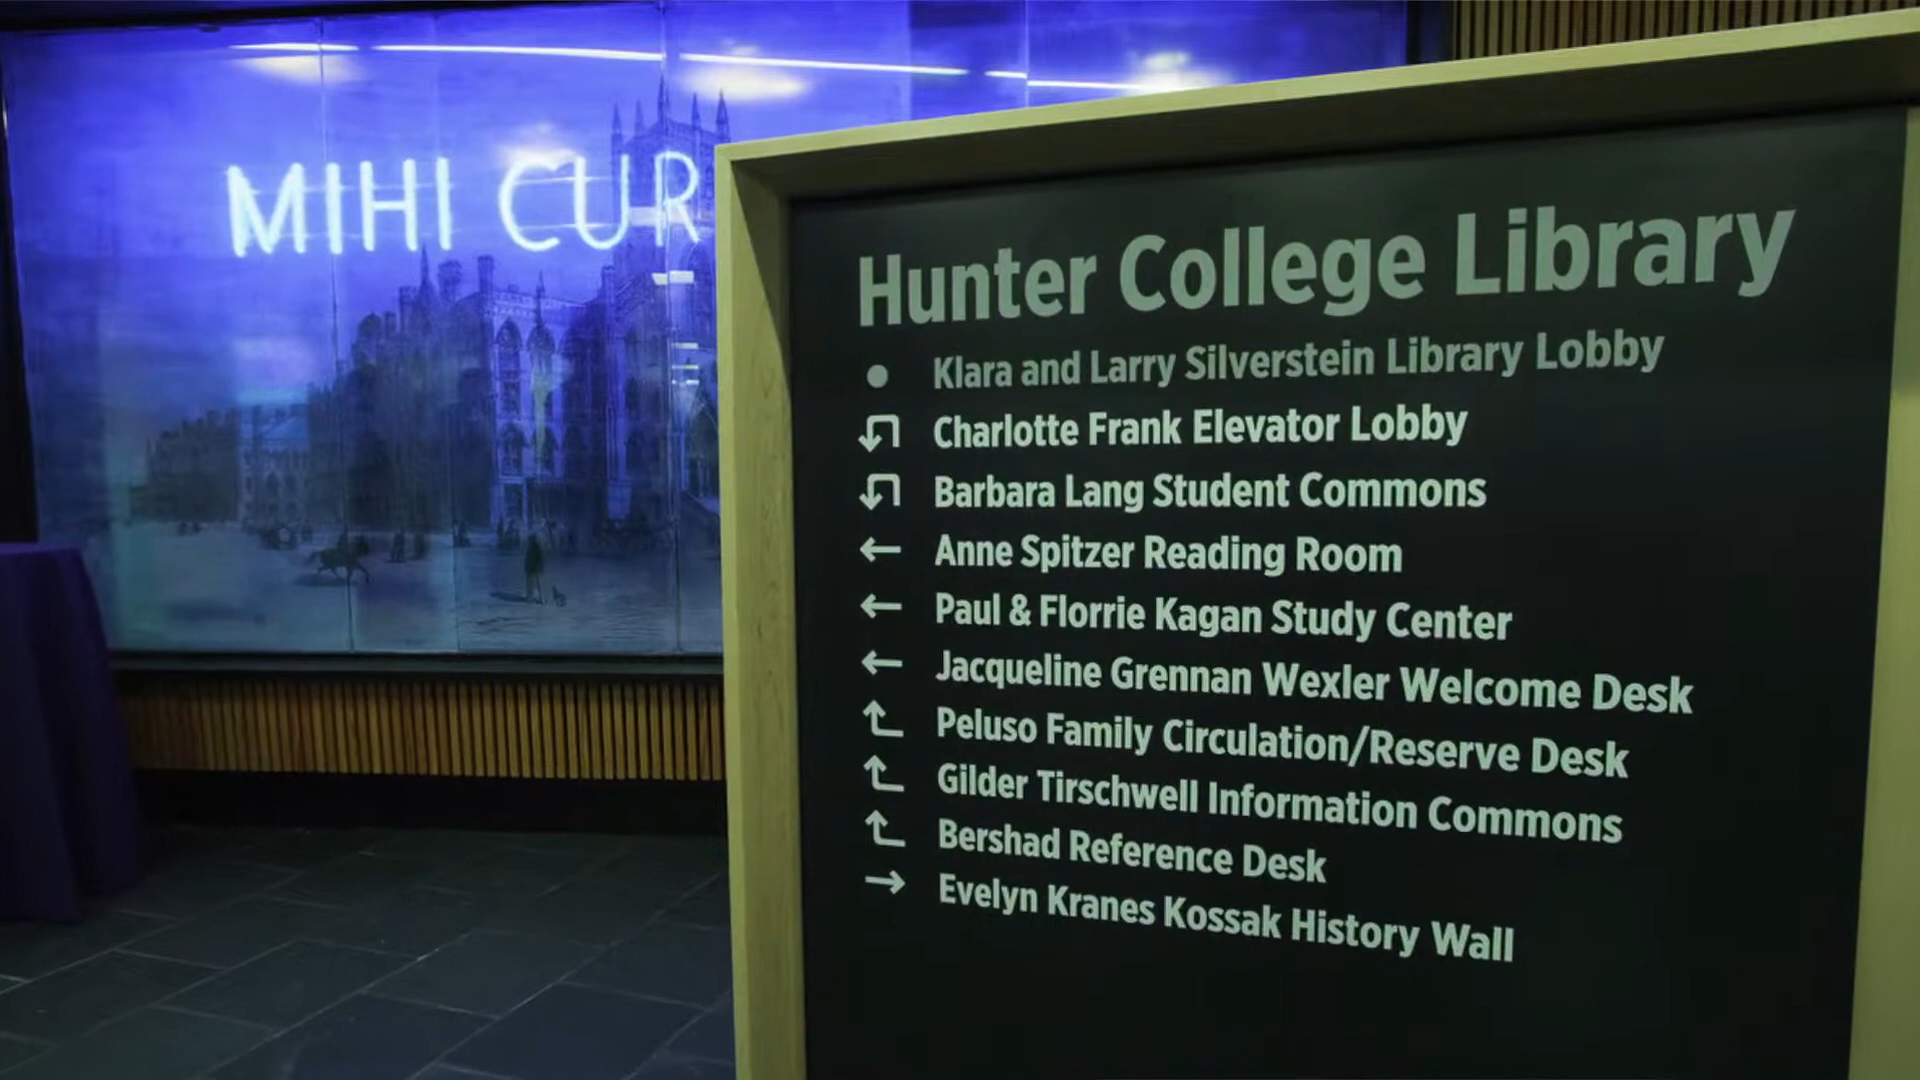 MIHI CUR
Hunter College Library
Klara and Larry Silverstein Library Lobby
Charlotte Frank Elevator Lobby
Barbara Lang Student Commons
Anne Spitzer Reading Room
Paul & Florrie Kagan Study Center
Jacqueline Grennan Wexler Welcome Desk
Peluso Family Circulation/Reserve Desk
Gilder Tirschwell Information Commons
Bershad Reference Desk
Evelyn Kranes Kossak History Wall